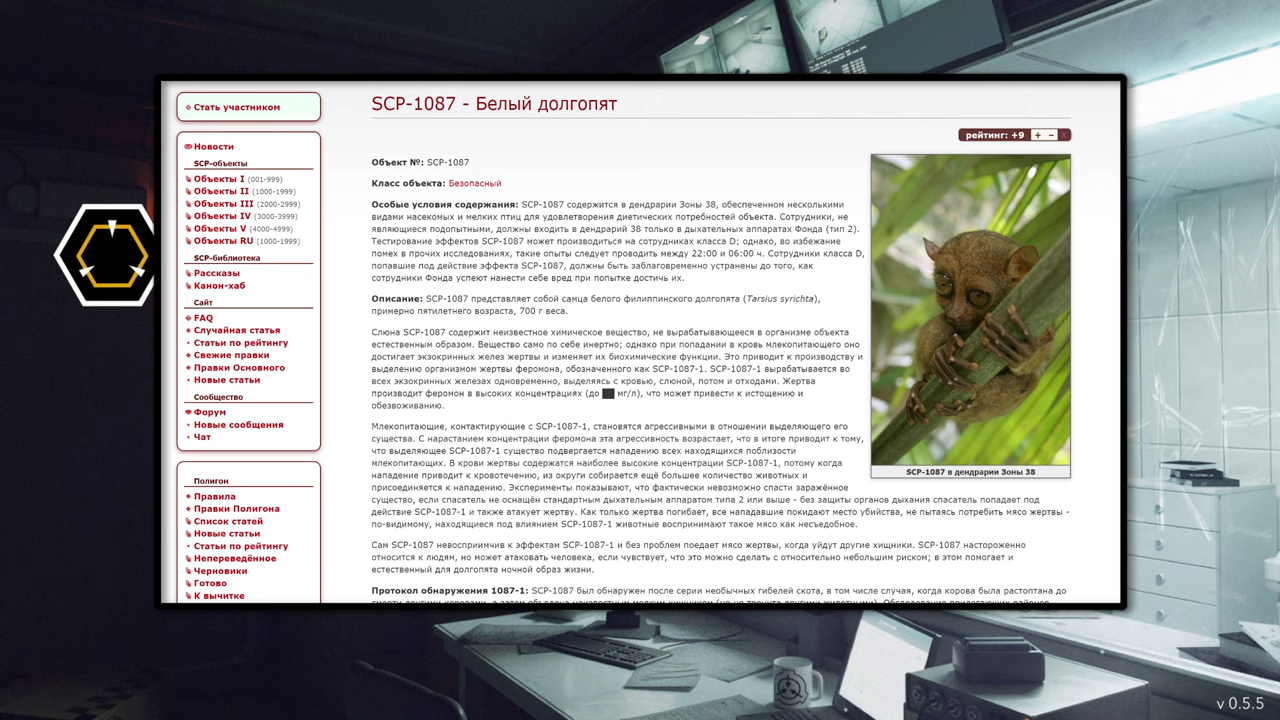 Стать участником
Новости
SCP-объекты
Объекты I (001-999)
Объекты II (1000-1999)
Объекты III (2000-2999)
Объекты IV (3000-3999)
Объекты V (4000-4999)
Объекты RU (1000-1999)
SCP-библиотека
Рассказы
Канон-хаб
Сайт
FAQ
Случайная статья
Статьи по рейтингу
Свежие правки
Правки Основного
Новые статьи
Сообщество
Форум
Новые сообщения
Чат
Полигон
Правила
Правки Полигона
Список статей
Новые статьи
Статьи по рейтингу
Непереведённое
Черновики
Готово
К вычитке
SCP-1087 - Белый долгопят
рейтинг: +9 + – X
Объект №: SCP-1087
Класс объекта: Безопасный
Особые условия содержания: SCP-1087 содержится в дендрарии Зоны 38, обеспеченном несколькими
видами насекомых и мелких птиц для удовлетворения диетических потребностей объекта. Сотрудники, не
являющиеся подопытными, должны входить в дендрарий 38 только в дыхательных аппаратах Фонда (тип 2).
Тестирование эффектов SCP-1087 может производиться на сотрудниках класса D; однако, во избежание
помех в прочих исследованиях, такие опыты следует проводить между 22:00 и 06:00 ч. Сотрудники класса D,
попавшие под действие эффекта SCP-1087, должны быть заблаговременно устранены до того, как
сотрудники Фонда успеют нанести себе вред при попытке достичь их.
Описание: SCP-1087 представляет собой самца белого филиппинского долгопята (Tarsius syrichta),
примерно пятилетнего возраста, 700 г веса.
Слюна SCP-1087 содержит неизвестное химическое вещество, не вырабатывающееся в организме объекта
естественным образом. Вещество само по себе инертно; однако при попадании в кровь млекопитающего оно
достигает экзокринных желез жертвы и изменяет их биохимические функции. Это приводит к производству и
выделению организмом жертвы феромона, обозначенного как SCP-1087-1. SCP-1087-1 вырабатывается во
всех экзокринных железах одновременно, выделяясь с кровью, слюной, потом и отходами. Жертва
производит феромон в высоких концентрациях (до ██ мг/л), что может привести к истощению и
обезвоживанию.
Млекопитающие, контактирующие с SCP-1087-1, становятся агрессивными в отношении выделяющего его
существа. С нарастанием концентрации феромона эта агрессивность возрастает, что в итоге приводит к тому,
что выделяющее SCP-1087-1 существо подвергается нападению всех находящихся поблизости
млекопитающих. В крови жертвы содержатся наиболее высокие концентрации SCP-1087-1, потому когда
нападение приводит к кровотечению, из округи собирается ещё большее количество животных и
присоединяется к нападению. Эксперименты показывают, что фактически невозможно спасти заражённое
существо, если спасатель не оснащён стандартным дыхательным аппаратом типа 2 или выше - без защиты органов дыхания спасатель попадает под
действие SCP-1087-1 и также атакует жертву. Как только жертва погибает, все нападавшие покидают место убийства, не пытаясь потребить мясо жертвы -
по-видимому, находящиеся под влиянием SCP-1087-1 животные воспринимают такое мясо как несъедобное.
Сам SCP-1087 невосприимчив к эффектам SCP-1087-1 и без проблем поедает мясо жертвы, когда уйдут другие хищники. SCP-1087 настороженно
относится к людям, но может атаковать человека, если чувствует, что это можно сделать с относительно небольшим риском; в этом помогает и
естественный для долгопята ночной образ жизни.
Протокол обнаружения 1087-1: SCP-1087 был обнаружен после серии необычных гибелей скота, в том числе случая, когда корова была растоптана до
SCP-1087 в дендрарии Зоны 38
v 0.5.5